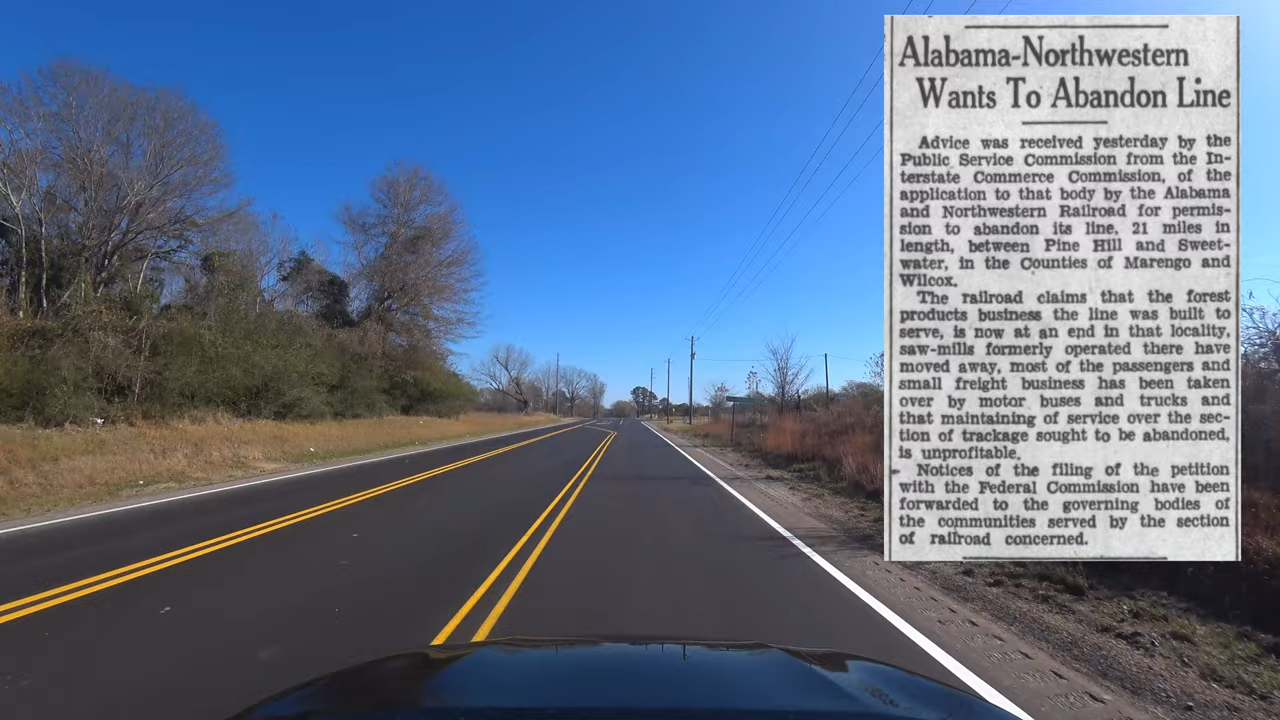 Alabama-Northwestern
Wants To Abandon Line
Advice was received yesterday by the
Public Service Commission from the In-
terstate Commerce Commission, of the
application to that body by the Alabama
and Northwestern Railroad for permis-
sion to abandon its line, 21 miles in
length, between Pine Hill and Sweet-
water, in the Counties of Marengo and
Wilcox.
The railroad claims that the forest
products business the line was built to
serve, is now at an end in that locality,
saw-mills formerly operated there have
moved away, most of the passengers and
small freight business has been taken
over by motor buses and trucks and
that maintaining of service over the sec-
tion of trackage sought to be abandoned,
is unprofitable.
Notices of the filing of the petition
with the Federal Commission have been
forwarded to the governing bodies of
the communities served by the section
of railroad concerned.